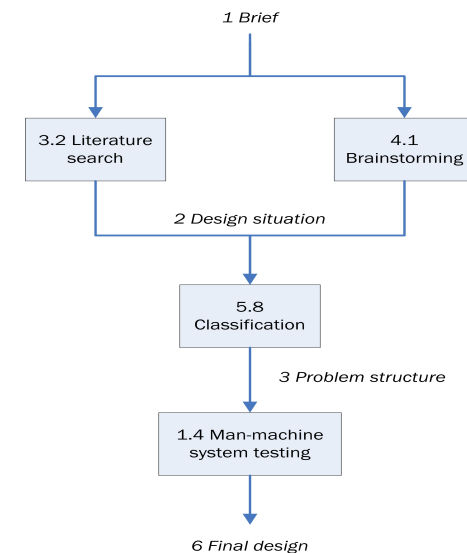 1 Brief
3.2 Literature
search
4.1
Brainstorming
2 Design situation
5.8
Classification
3 Problem structure
1.4 Man-machine
system testing
6 Final design